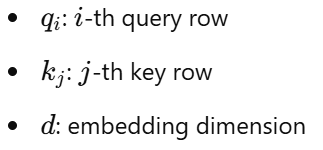 • qᵢ: i-th query row
• kⱼ: j-th key row
• d: embedding dimension